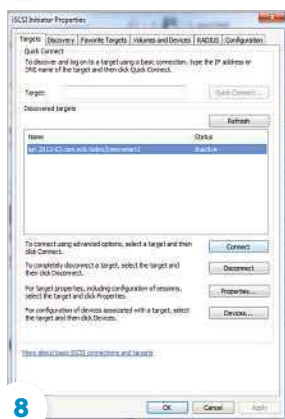 iSCSI Initiator Properties
Targets Discovery Favorite Targets Volumes and Devices RADIUS Configuration
Quick Connect
To discover and log on to a target using a basic connection, type the IP address or
DNS name of the target and then click Quick Connect.
Target:
Quick Connect...
Discovered targets
Refresh
Name Status
Inactive
To connect using advanced options, select a target and then
click Connect.
Connect
To completely disconnect a target, select the target and
then click Disconnect.
Disconnect
For target properties, including configuration of sessions,
select the target and click Properties.
Properties...
For configuration of devices associated with a target, select
the target and then click Devices.
Devices...
More about basic iSCSI connections and targets
8
OK Cancel Apply